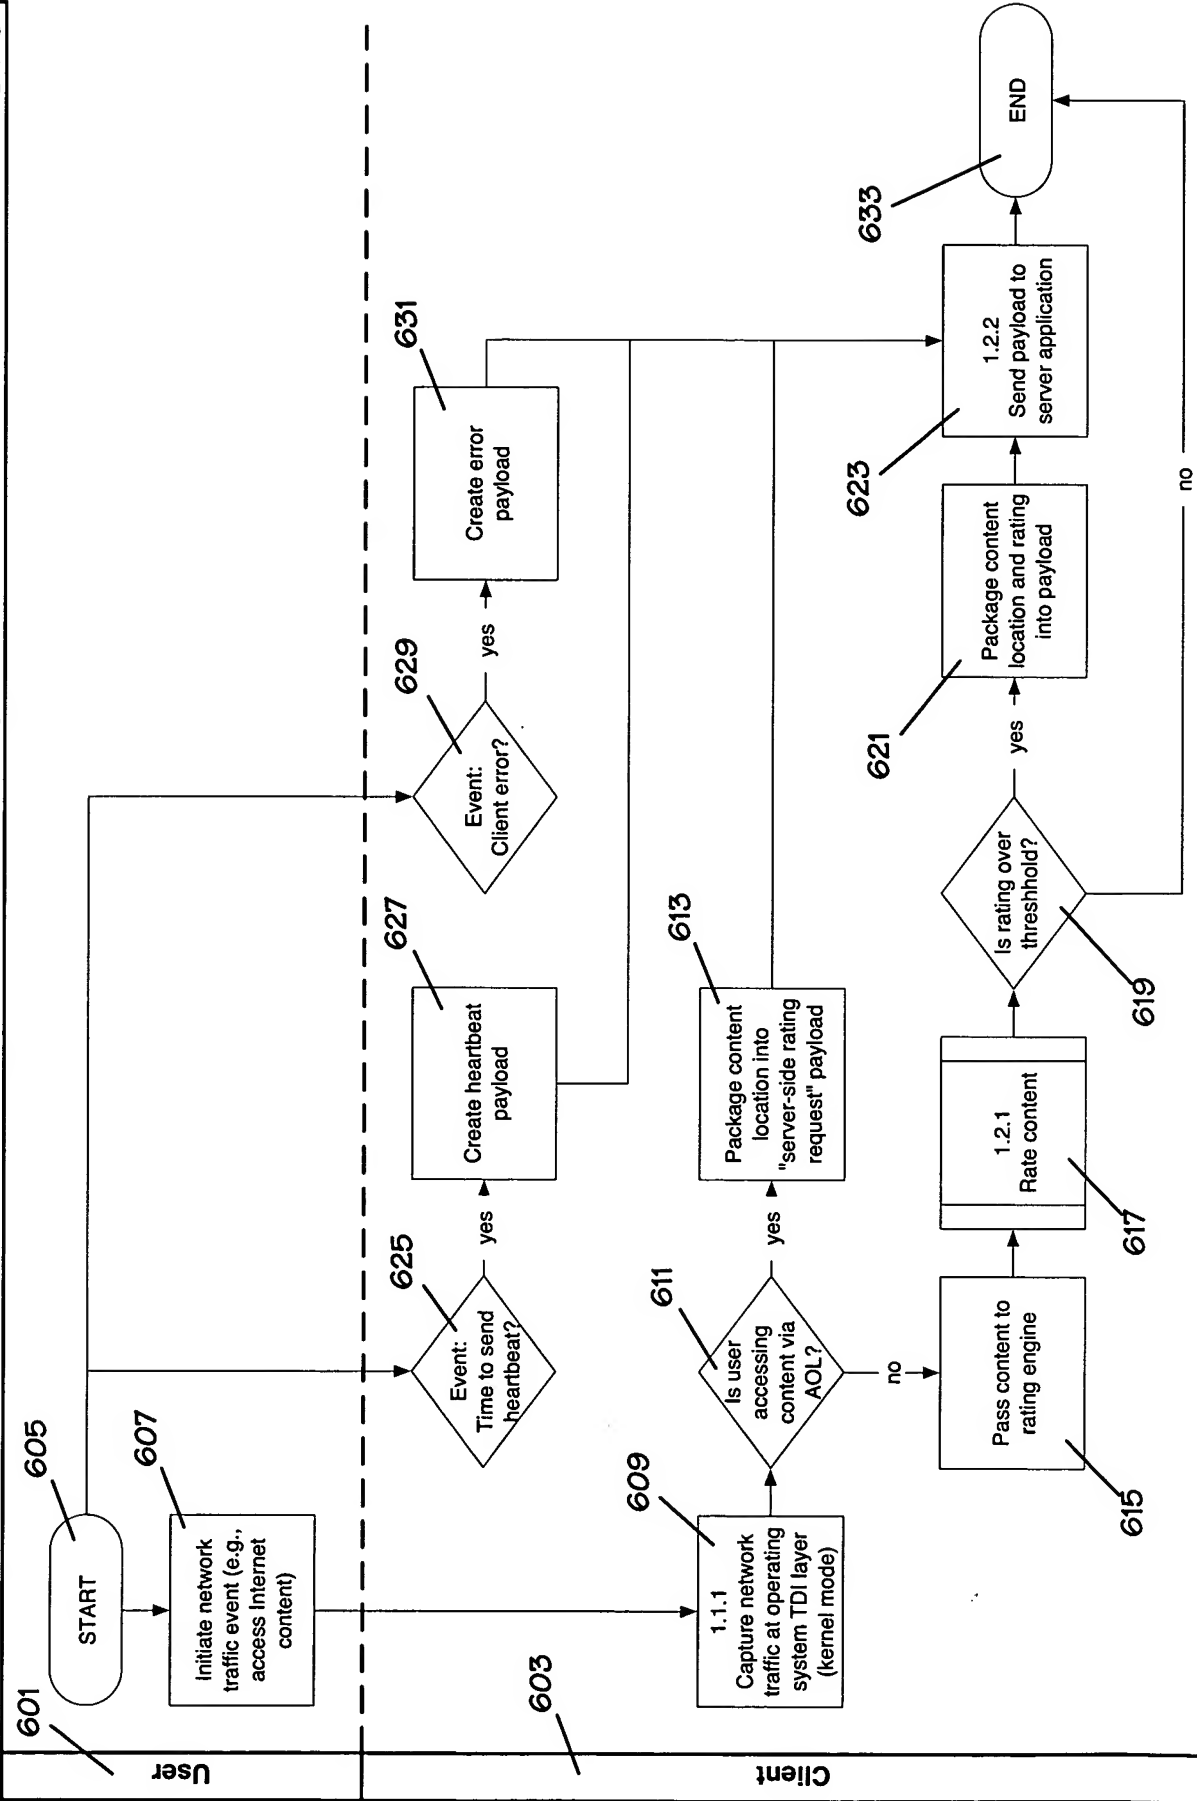 User
601
START
605
Initiate network
traffic event (e.g.,
access Internet
content)
607
Client
603
Event:
Time to send
heartbeat?
625
yes
Create heartbeat
payload
627
Event:
Client error?
629
yes
Create error
payload
631
1.1.1
Capture network
traffic at operating
system TDI layer
(kernel mode)
609
Is user
accessing
content via
AOL?
611
yes
Package content
location into
"server-side rating
request" payload
613
no
Pass content to
rating engine
615
1.2.1
Rate content
617
Is rating over
threshhold?
619
yes
Package content
location and rating
into payload
621
1.2.2
Send payload to
server application
623
END
633
no